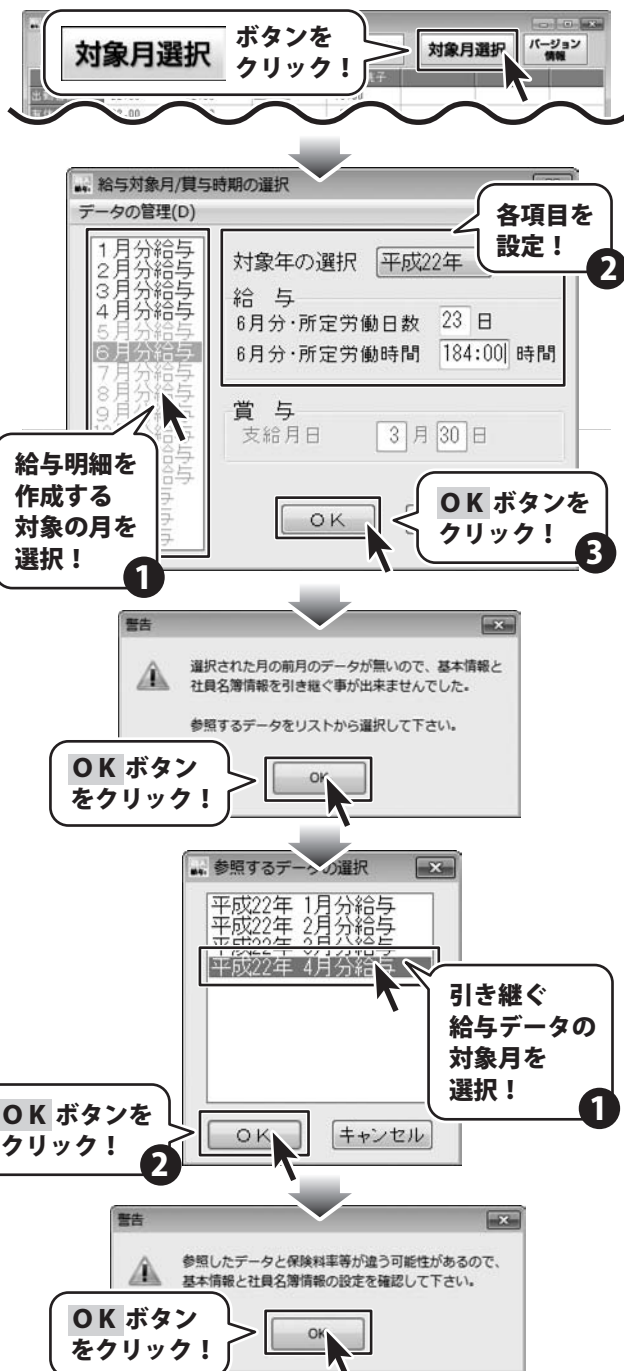 対象月選択
ボタンを
クリック！
対象月選択
バージョン
情報
給与対象月/賞与時期の選択
データの管理(D)
1月分給与
2月分給与
3月分給与
4月分給与
5月分給与
6月分給与
7月分給与
8月分給与
対象年の選択 平成22年
給 与
6月分･所定労働日数 23 日
6月分･所定労働時間 184:00 時間
賞 与
支給月日 3 月 30 日
OK
各項目を
設定！
2
給与明細を
作成する
対象の月を
選択！
1
OK ボタンを
クリック！
3
警告
選択された月の前月のデータが無いので、基本情報と
社員名簿情報を引き継ぐ事が出来ませんでした。
参照するデータをリストから選択して下さい。
OK
OK ボタン
をクリック！
参照するデータの選択
平成22年 1月分給与
平成22年 2月分給与
平成22年 3月分給与
平成22年 4月分給与
引き継ぐ
給与データの
対象月を
選択！
1
OK ボタンを
クリック！
2
OK
キャンセル
警告
参照したデータと保険料率等が違う可能性があるので、
基本情報と社員名簿情報の設定を確認して下さい。
OK
OK ボタン
をクリック！